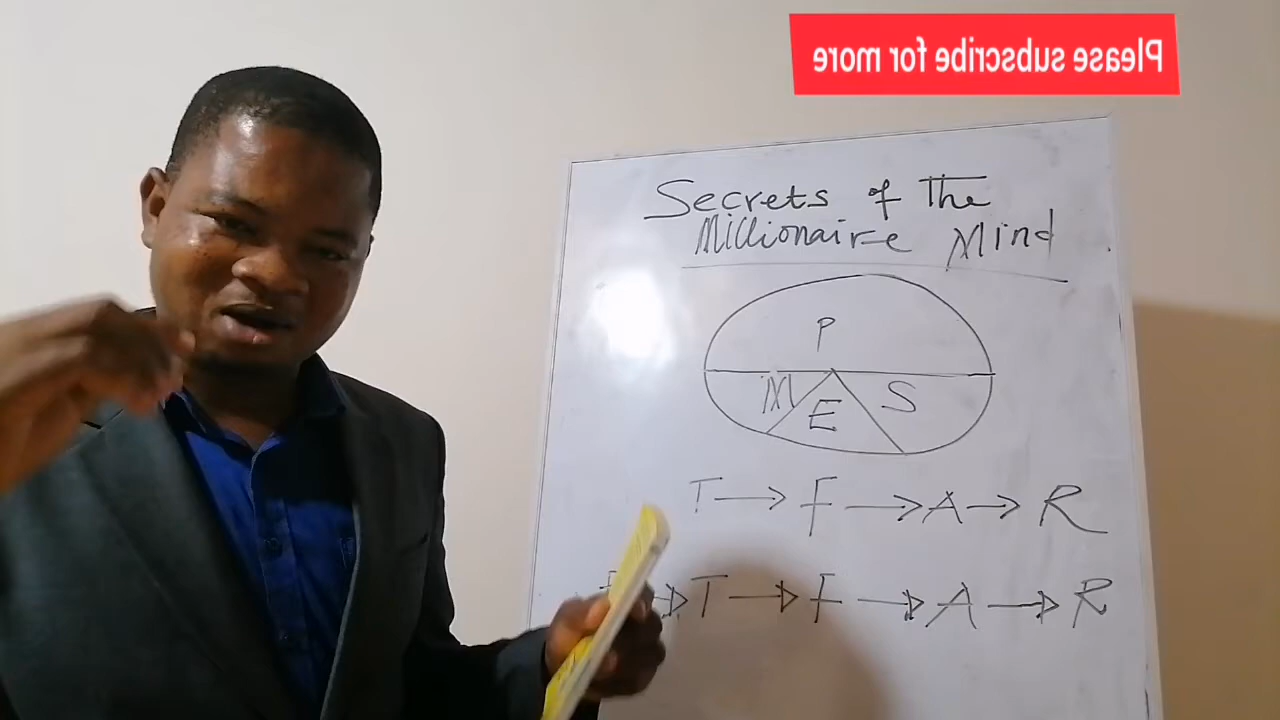 Please subscribe for more
Secrets of The
Millionaire Mind
P
M E S
T → F → A → R
→ T → F → A → R